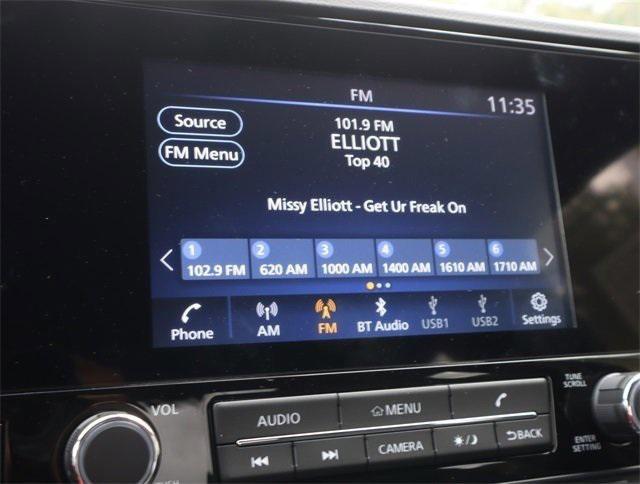 FM
11:35
Source
101.9 FM
ELLIOTT
FM Menu
Top 40
Missy Elliott - Get Ur Freak On
1 2 3 4 5 6
102.9 FM 620 AM 1000 AM 1400 AM 1610 AM 1710 AM
Phone AM FM BT Audio USB1 USB2 Settings
VOL
AUDIO MENU
TUNE
SCROLL
CAMERA BACK
ENTER
SETTING